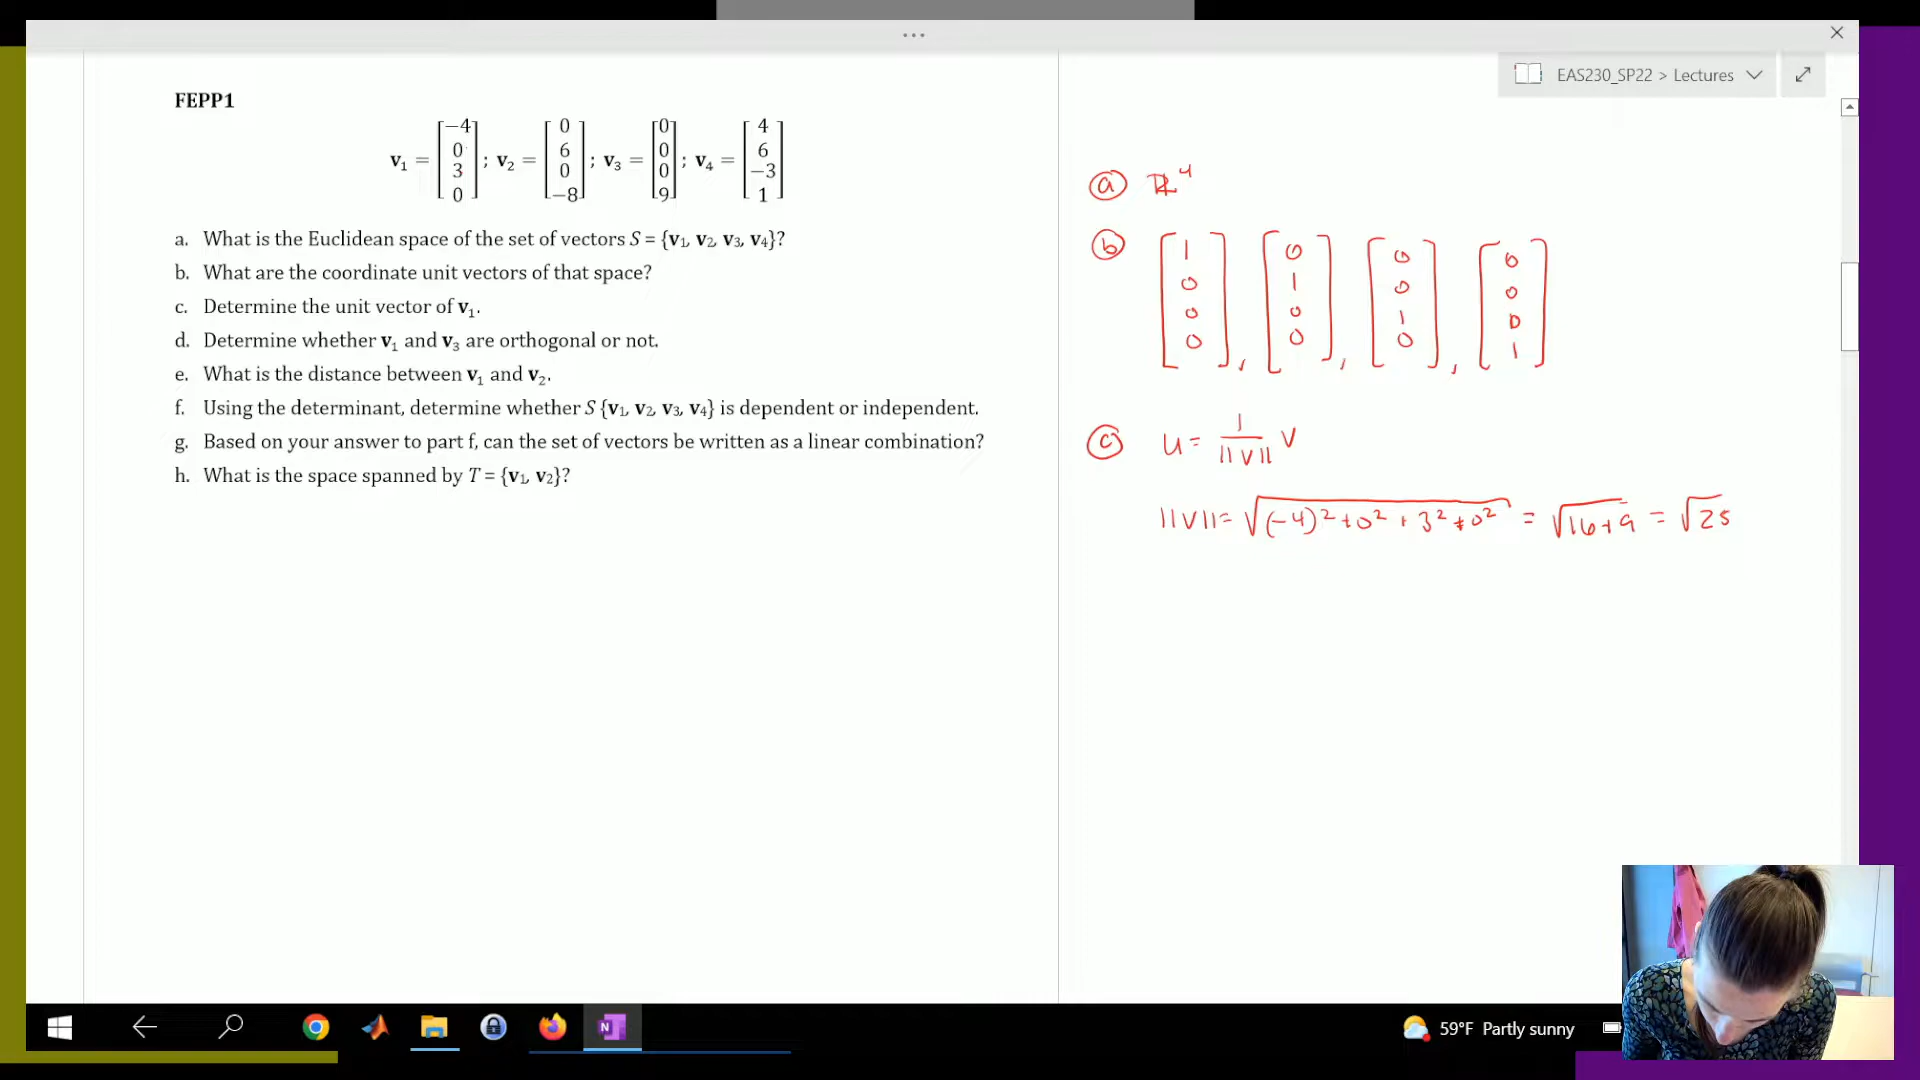 ...
EAS230_SP22 > Lectures
FEPP1
v₁ = [−4 0 3 0] ; v₂ = [0 6 0 −8] ; v₃ = [0 0 0 9] ; v₄ = [4 6 −3 1]
a. What is the Euclidean space of the set of vectors S = {v₁, v₂, v₃, v₄}?
b. What are the coordinate unit vectors of that space?
c. Determine the unit vector of v₁.
d. Determine whether v₁ and v₃ are orthogonal or not.
e. What is the distance between v₁ and v₂.
f. Using the determinant, determine whether S {v₁, v₂, v₃, v₄} is dependent or independent.
g. Based on your answer to part f, can the set of vectors be written as a linear combination?
h. What is the space spanned by T = {v₁, v₂}?
ⓐ ℝ⁴
ⓑ [1 0 0 0], [0 1 0 0], [0 0 1 0], [0 0 0 1]
ⓒ u = 1/||v|| v
||v|| = √((-4)² + 0² + 3² + 0²) = √(16+9) = √25
59°F Partly sunny